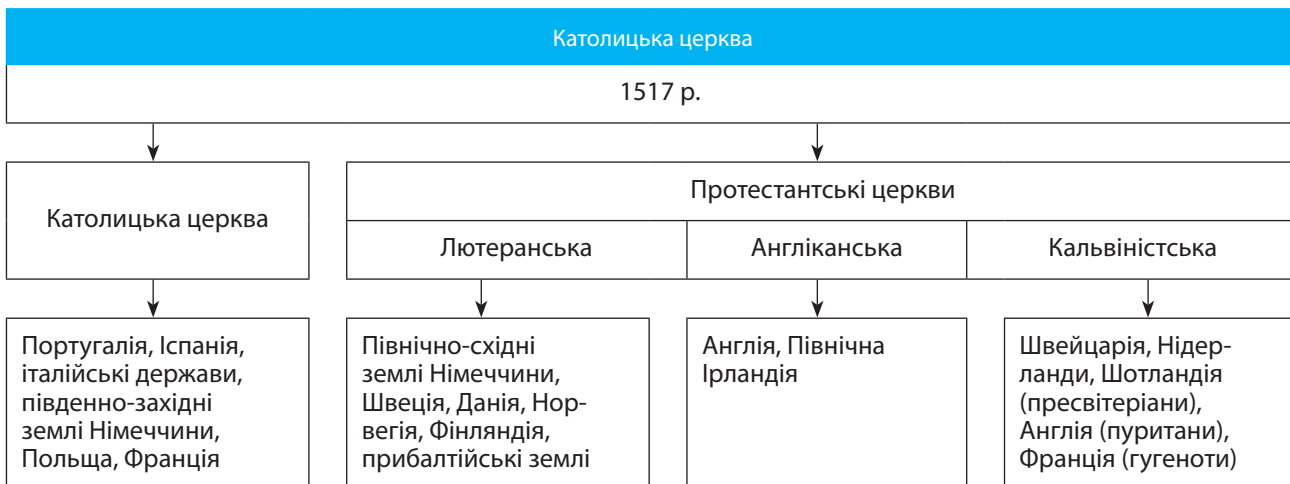 Католицька церква
1517 р.
Католицька церква
Протестантські церкви
Лютеранська
Англіканська
Кальвіністська
Португалія, Іспанія,
італійські держави,
південно-західні
землі Німеччини,
Польща, Франція
Північно-східні
землі Німеччини,
Швеція, Данія, Нор-
вегія, Фінляндія,
прибалтійські землі
Англія, Північна
Ірландія
Швейцарія, Нідер-
ланди, Шотландія
(пресвітеріани),
Англія (пуритани),
Франція (гугеноти)